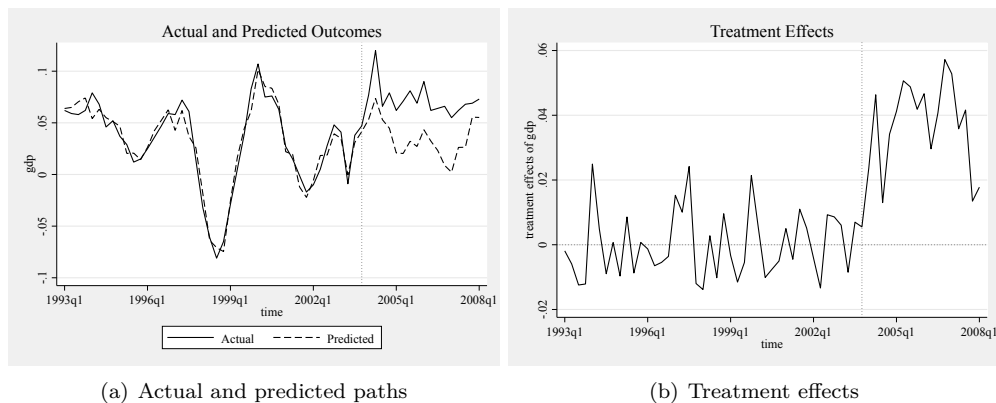 Actual and Predicted Outcomes
gdp
.1
.05
0
-.05
-.1
1993q1 1996q1 1999q1 2002q1 2005q1 2008q1
time
Actual Predicted
(a) Actual and predicted paths
Treatment Effects
treatment effects of gdp
.06
.04
.02
0
-.02
1993q1 1996q1 1999q1 2002q1 2005q1 2008q1
time
(b) Treatment effects